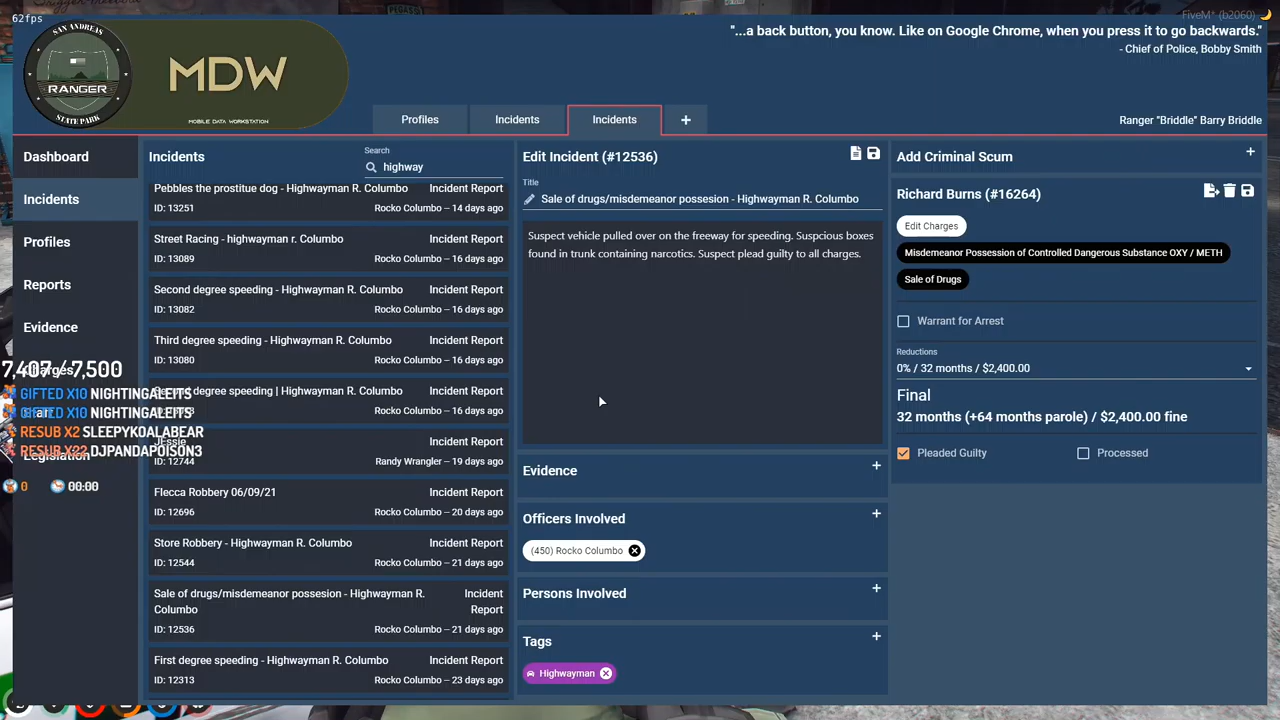 62fps
FiveM* (b2060)
SAN ANDREAS
RANGER
STATE PARK
MDW
MOBILE DATA WORKSTATION
"...a back button, you know. Like on Google Chrome, when you press it to go backwards."
- Chief of Police, Bobby Smith
Profiles
Incidents
Incidents
+
Ranger "Briddle" Barry Briddle
Dashboard
Incidents
Profiles
Reports
Evidence
Charges
Staff
Legislation
7,407 / 7,500
GIFTED X10 NIGHTINGALEITS
GIFTED X10 NIGHTINGALEITS
RESUB X2 SLEEPYKOALABEAR
RESUB X22 DJPANDAPOISON3
0
00:00
Incidents
Search
highway
Pebbles the prostitue dog - Highwayman R. Columbo Incident Report
ID: 13251 Rocko Columbo – 14 days ago
Street Racing - highwayman r. Columbo Incident Report
ID: 13089 Rocko Columbo – 16 days ago
Second degree speeding - Highwayman R. Columbo Incident Report
ID: 13082 Rocko Columbo – 16 days ago
Third degree speeding - Highwayman R. Columbo Incident Report
ID: 13080 Rocko Columbo – 16 days ago
Second degree speeding | Highwayman R. Columbo Incident Report
Rocko Columbo – 16 days ago
JEssie Incident Report
ID: 12744 Randy Wrangler – 19 days ago
Flecca Robbery 06/09/21 Incident Report
ID: 12696 Rocko Columbo – 20 days ago
Store Robbery - Highwayman R. Columbo Incident Report
ID: 12544 Rocko Columbo – 21 days ago
Sale of drugs/misdemeanor possesion - Highwayman R. Incident
Columbo Report
ID: 12536 Rocko Columbo – 21 days ago
First degree speeding - Highwayman R. Columbo Incident Report
ID: 12313 Rocko Columbo – 23 days ago
Edit Incident (#12536)
Title
Sale of drugs/misdemeanor possesion - Highwayman R. Columbo
Suspect vehicle pulled over on the freeway for speeding. Suspcious boxes
found in trunk containing narcotics. Suspect plead guilty to all charges.
Evidence
+
Officers Involved
+
(450) Rocko Columbo
Persons Involved
+
Tags
+
Highwayman
Add Criminal Scum
+
Richard Burns (#16264)
Edit Charges
Misdemeanor Possession of Controlled Dangerous Substance OXY / METH
Sale of Drugs
Warrant for Arrest
Reductions
0% / 32 months / $2,400.00
Final
32 months (+64 months parole) / $2,400.00 fine
Pleaded Guilty
Processed